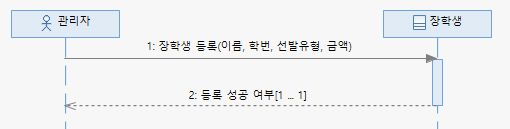 관리자
장학생
1: 장학생 등록(이름, 학번, 선발유형, 금액)
2: 등록 성공 여부[1 ... 1]